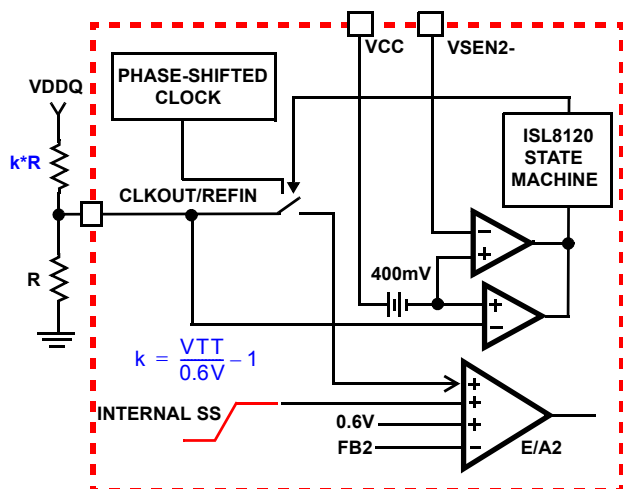 VCC
VSEN2-
PHASE-SHIFTED
CLOCK
VDDQ
ISL8120
STATE
MACHINE
k*R
CLKOUT/REFIN
−
+
400mV
R
+
−
k = VTT/0.6V – 1
+
INTERNAL SS
+
0.6V
+
FB2
−
E/A2